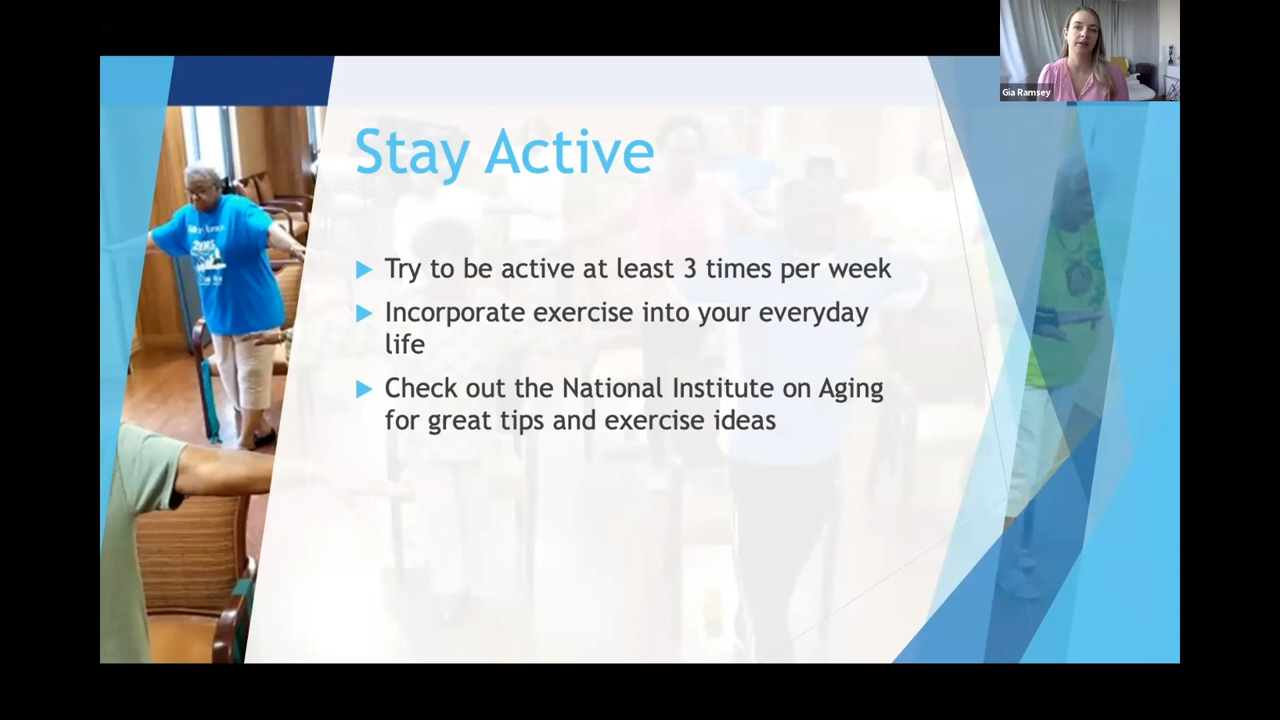 Gia Ramsey
Stay Active
Try to be active at least 3 times per week
Incorporate exercise into your everyday
life
Check out the National Institute on Aging
for great tips and exercise ideas